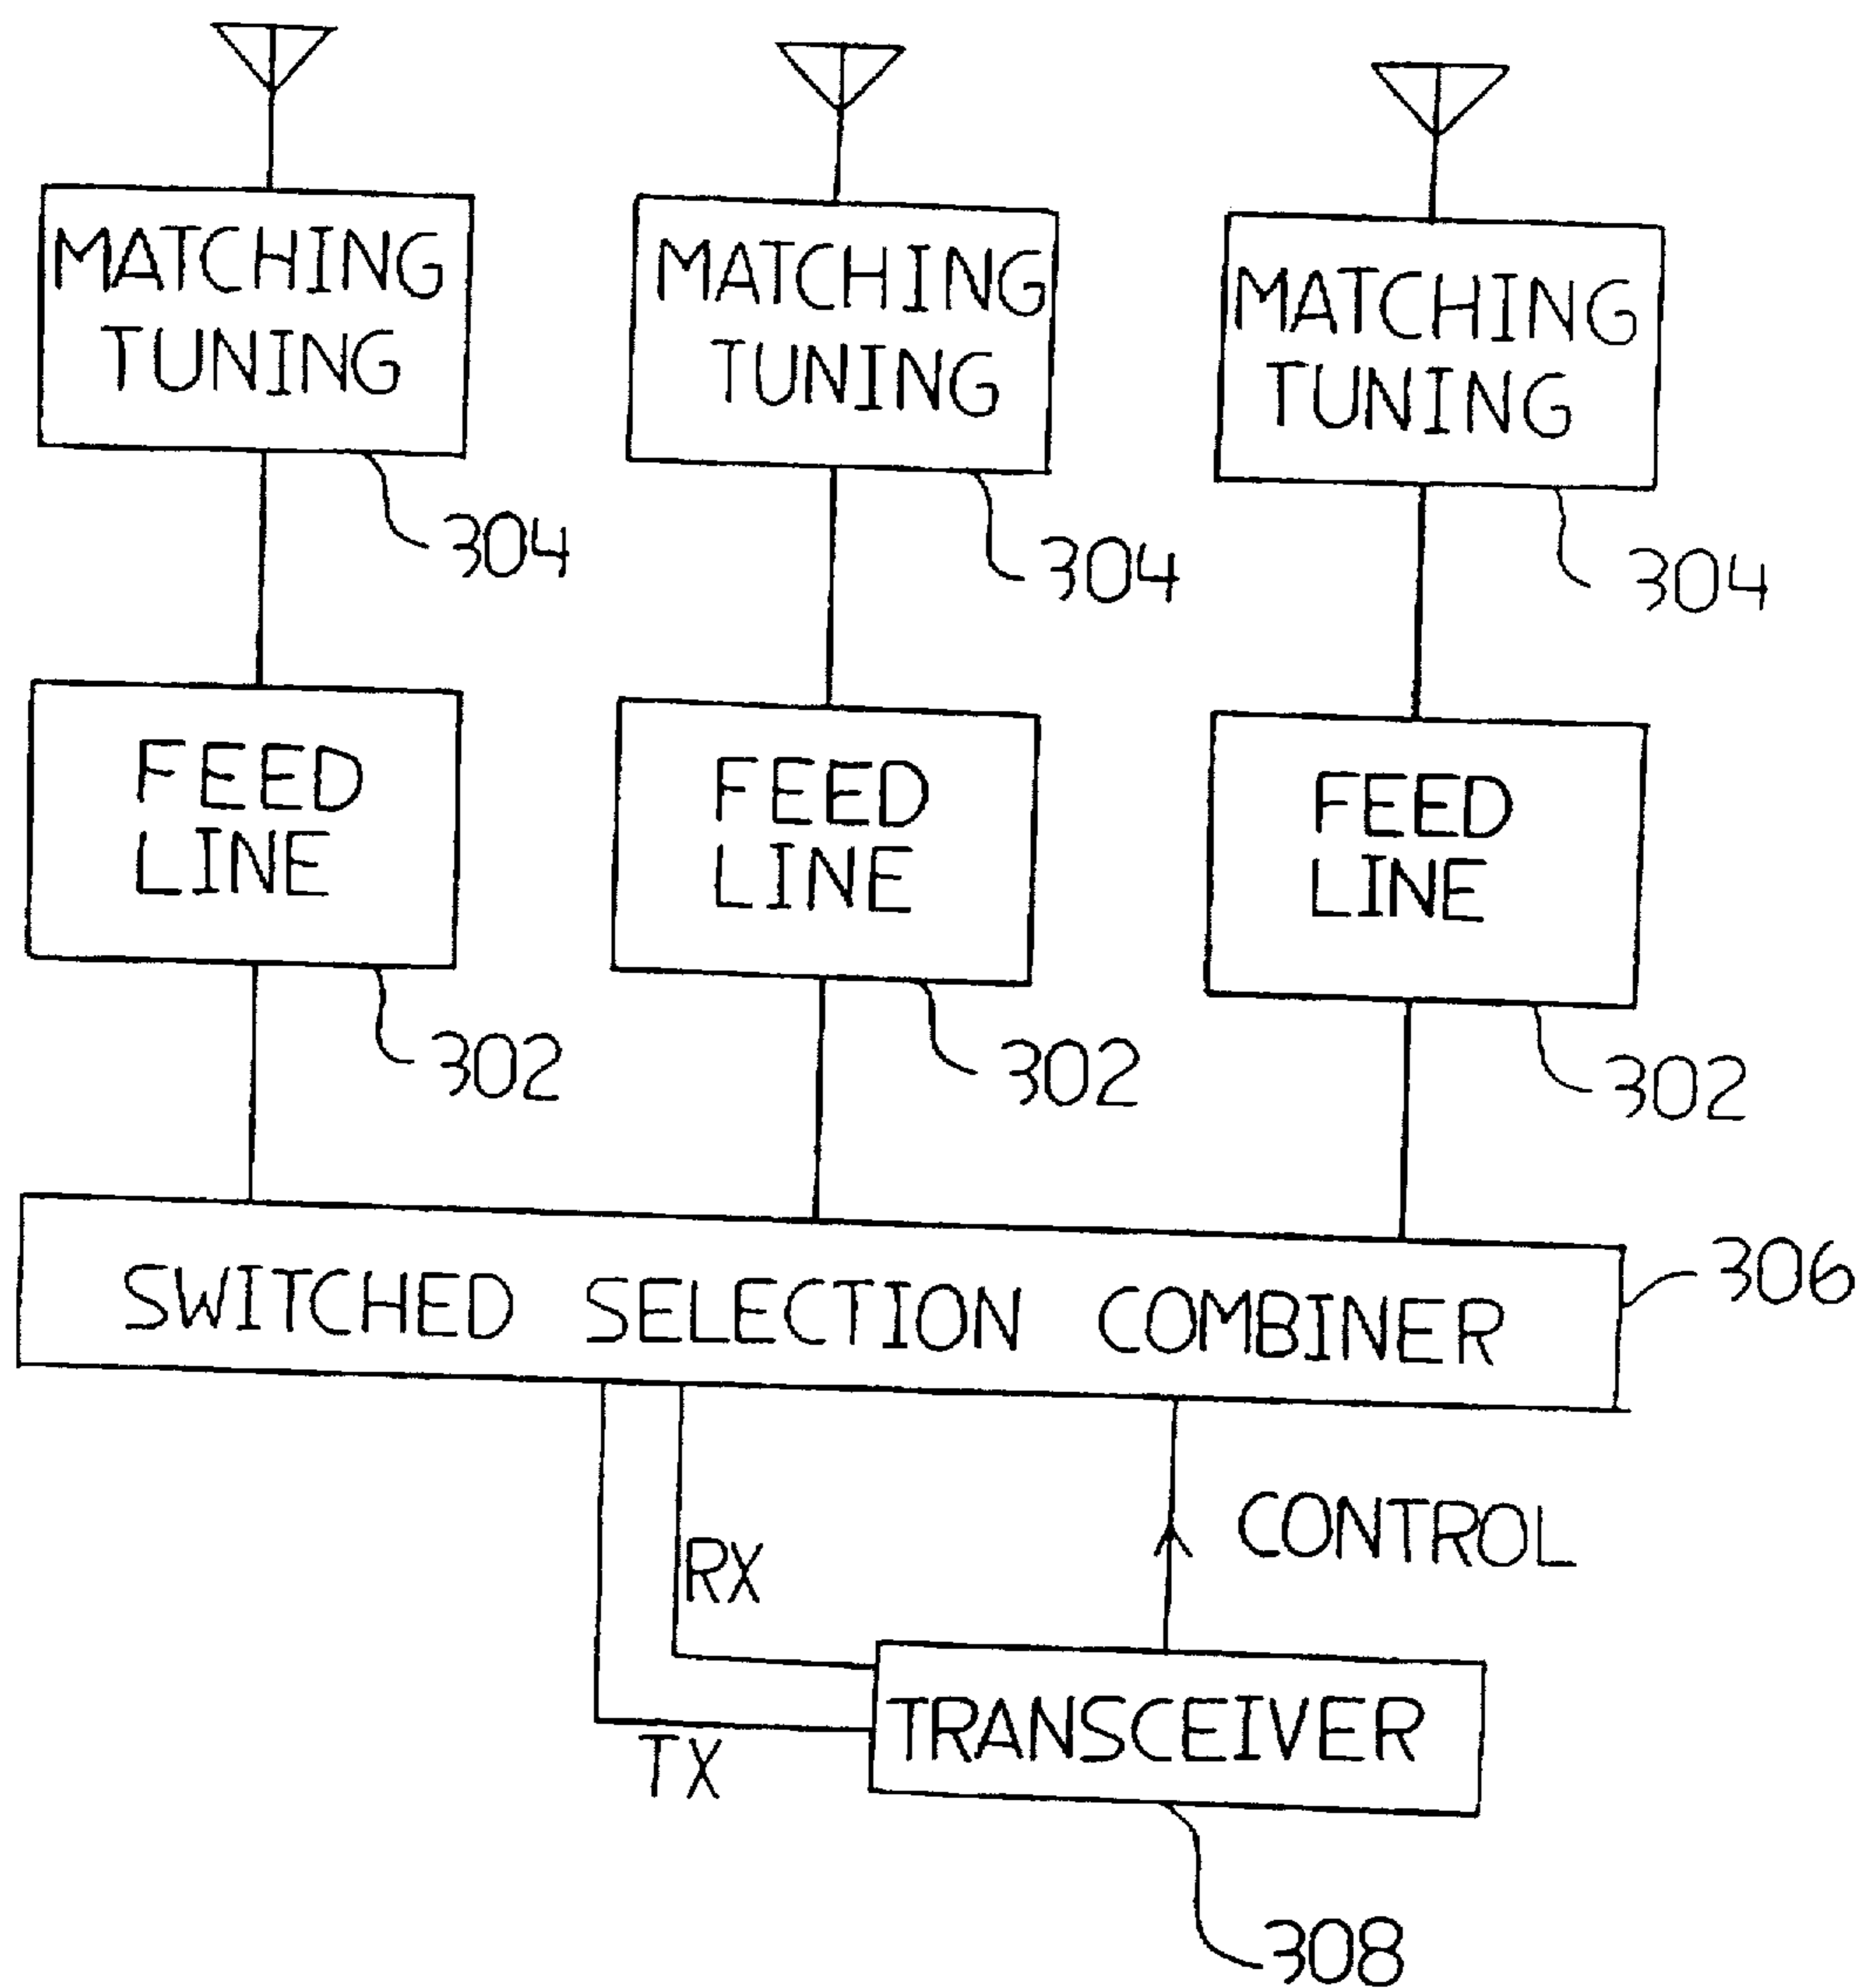 MATCHING
TUNING
MATCHING
TUNING
MATCHING
TUNING
304
304
304
FEED
LINE
FEED
LINE
FEED
LINE
302
302
302
SWITCHED SELECTION COMBINER
306
RX
CONTROL
TX
TRANSCEIVER
308